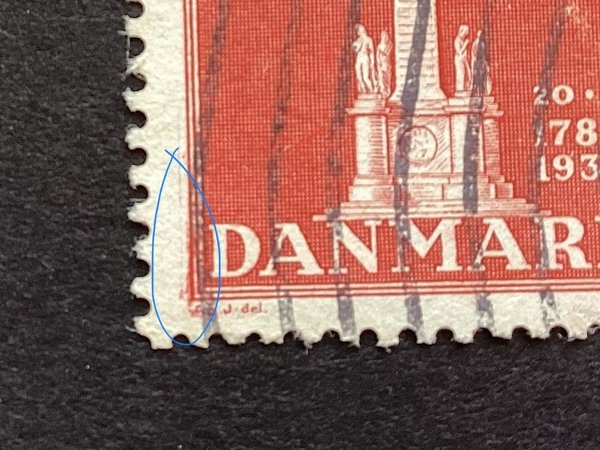 20.
178
193
DANMAR
J. del.